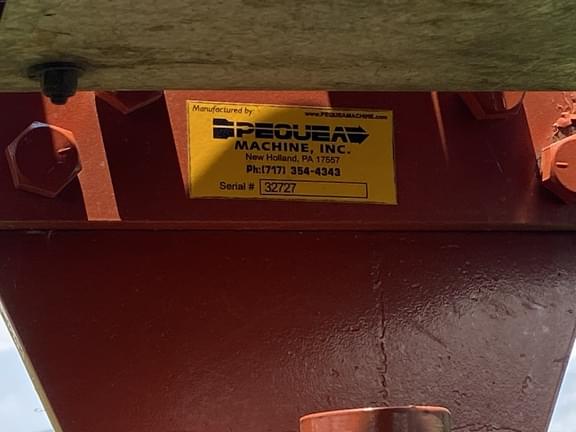 Manufactured by: www.PEQUEAMACHINE.com
PEQUEA
MACHINE, INC.
New Holland, PA 17557
Ph:(717) 354-4343
Serial # 32727